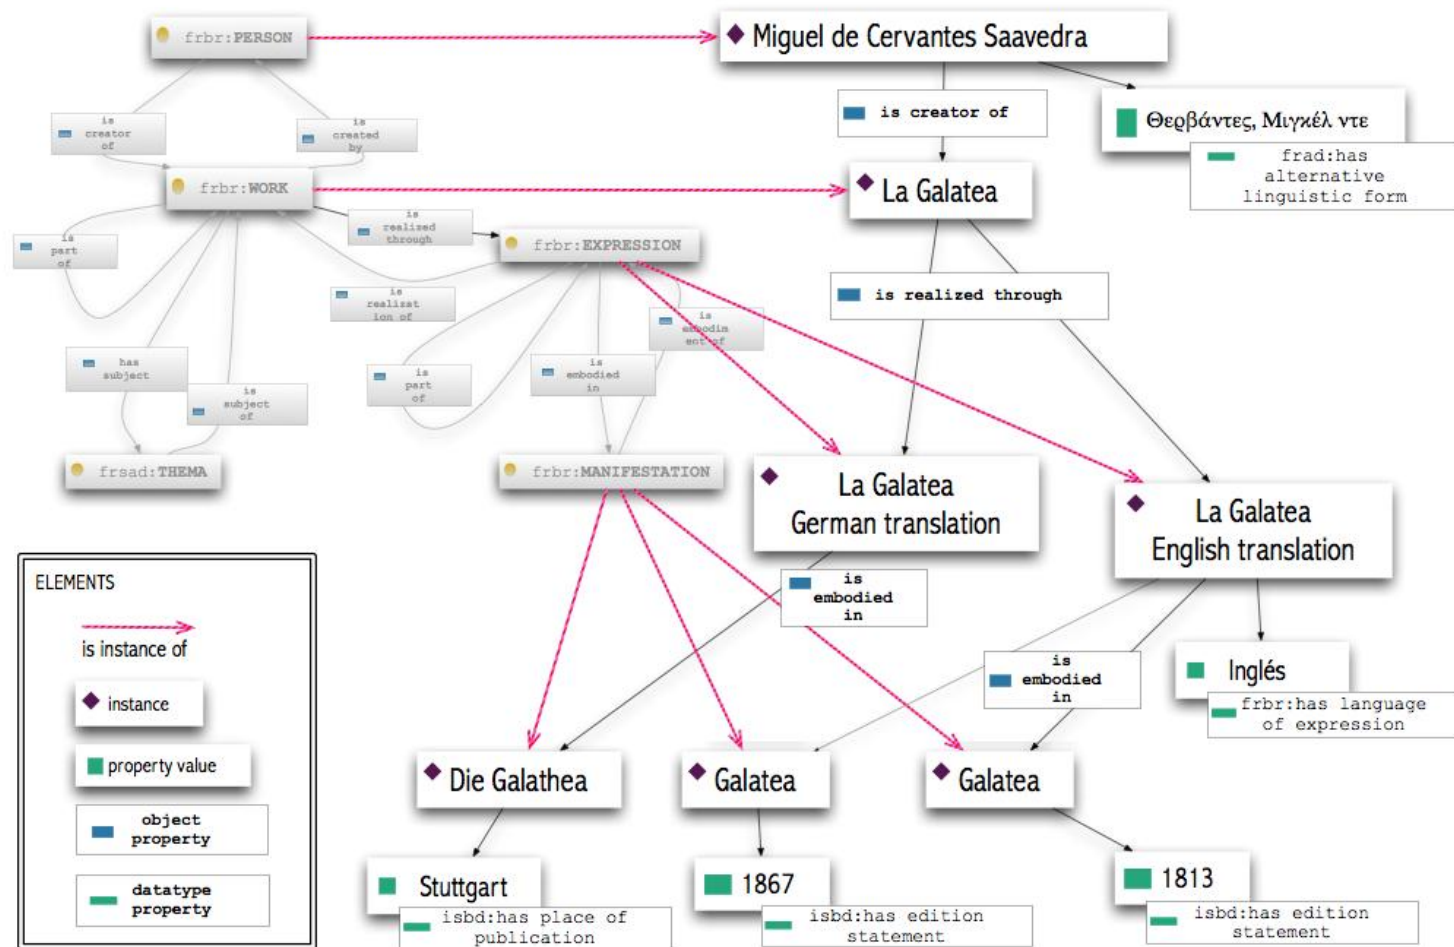 frbr:PERSON
Miguel de Cervantes Saavedra
is
creator
of
is
created
by
is creator of
Θερβάντες, Μιγκέλ ντε
frad:has
alternative
linguistic form
frbr:WORK
La Galatea
is
realized
through
is
part
of
frbr:EXPRESSION
is
realizat
ion of
is realized through
is
embodim
ent of
has
subject
is
part
of
is
embodied
in
is
subject
of
frsad:THEMA
frbr:MANIFESTATION
La Galatea
German translation
La Galatea
English translation
is
embodied
in
is
embodied
in
Inglés
frbr:has language
of expression
ELEMENTS
is instance of
instance
property value
object
property
datatype
property
Die Galathea
Galatea
Galatea
Stuttgart
isbd:has place of
publication
1867
isbd:has edition
statement
1813
isbd:has edition
statement